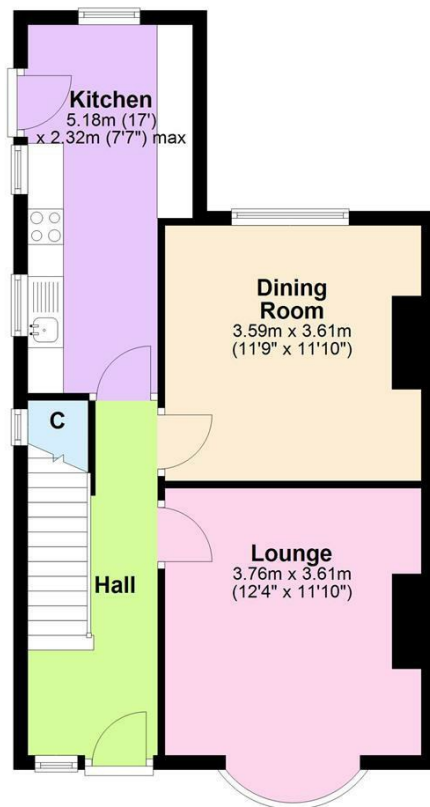 Kitchen
5.18m (17')
x 2.32m (7'7") max
Dining
Room
3.59m x 3.61m
(11'9" x 11'10")
C
Lounge
3.76m x 3.61m
(12'4" x 11'10")
Hall